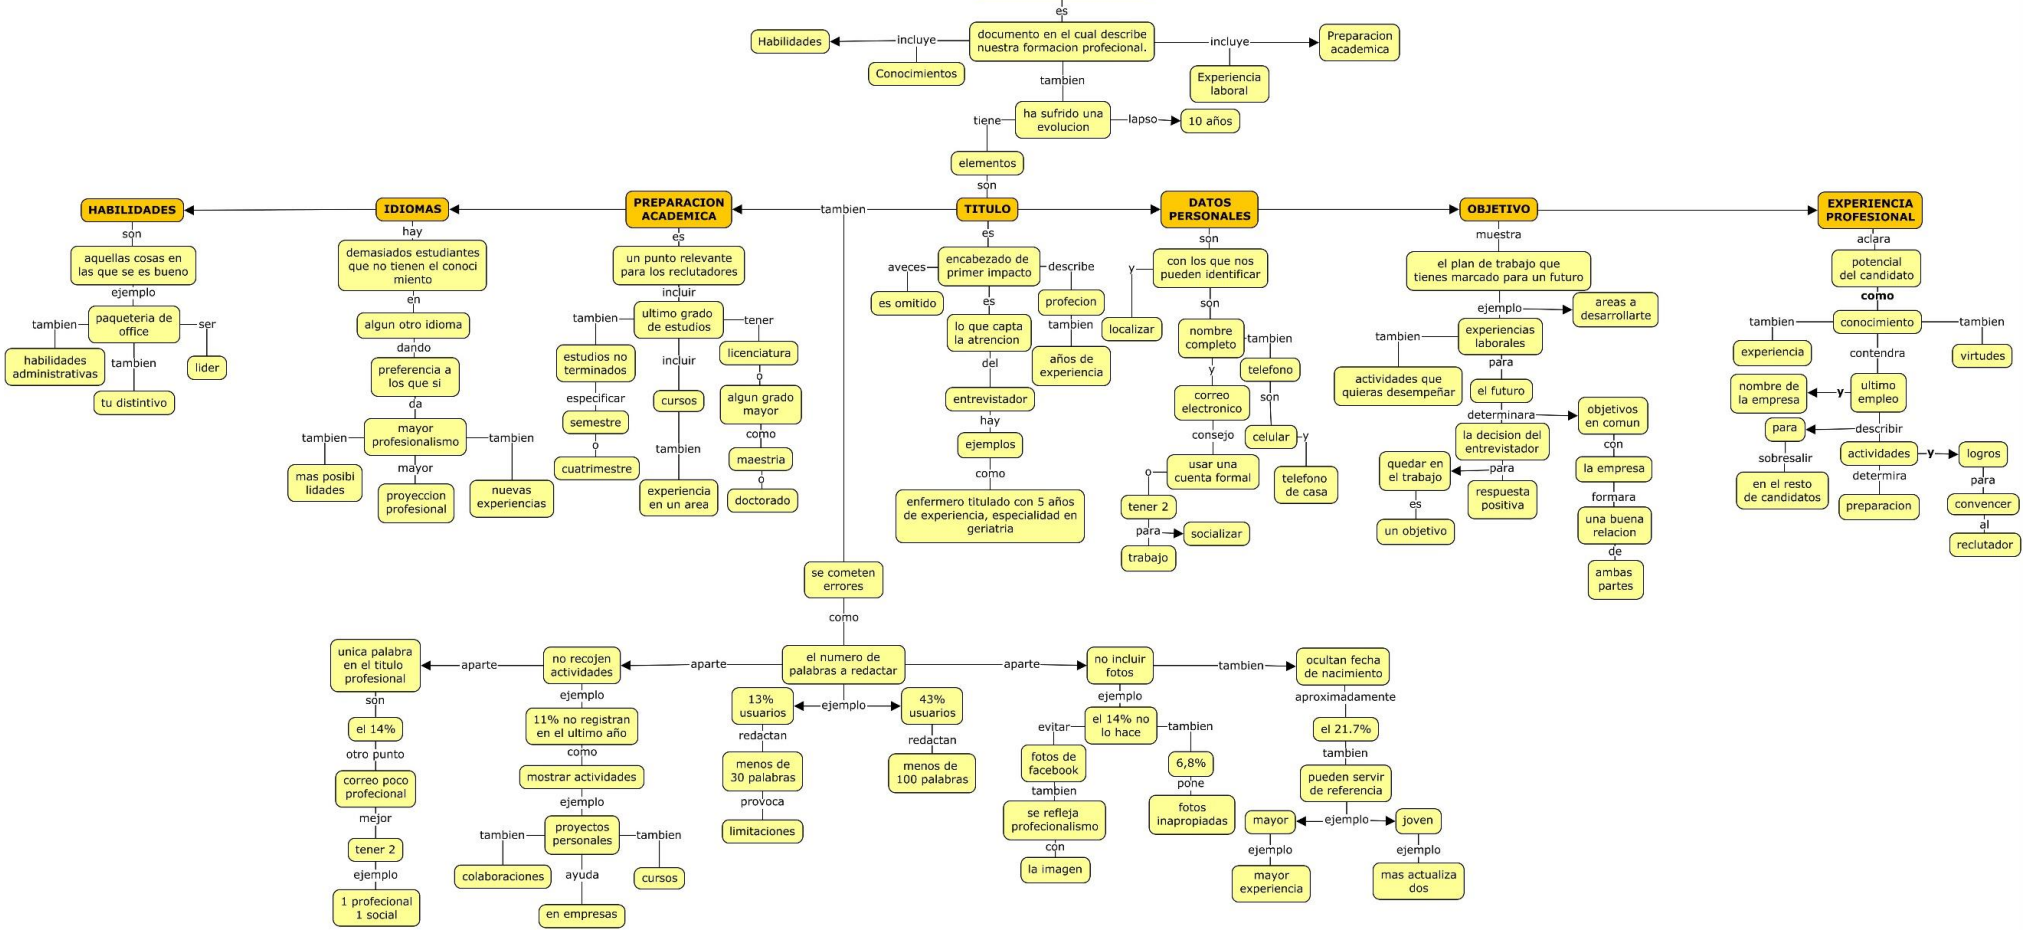 es
documento en el cual describe
nuestra formacion profecional.
incluye
Habilidades
Conocimientos
incluye
Preparacion
academica
Experiencia
laboral
tambien
ha sufrido una
evolucion
lapso
10 años
tiene
elementos
son
HABILIDADES
IDIOMAS
PREPARACION
ACADEMICA
tambien
TITULO
DATOS
PERSONALES
OBJETIVO
EXPERIENCIA
PROFESIONAL
son
aquellas cosas en
las que se es bueno
ejemplo
paqueteria de
office
tambien
habilidades
administrativas
tambien
tu distintivo
ser
lider
hay
demasiados estudiantes
que no tienen el conoci
miento
en
algun otro idioma
dando
preferencia a
los que si
da
mayor
profesionalismo
tambien
mas posibi
lidades
mayor
proyeccion
profesional
tambien
nuevas
experiencias
es
un punto relevante
para los reclutadores
incluir
ultimo grado
de estudios
tambien
estudios no
terminados
especificar
semestre
o
cuatrimestre
incluir
cursos
tambien
experiencia
en un area
tener
licenciatura
o
algun grado
mayor
como
maestria
o
doctorado
es
encabezado de
primer impacto
aveces
es omitido
es
lo que capta
la atencion
del
entrevistador
hay
ejemplos
como
enfermero titulado con 5 años
de experiencia, especialidad en
geriatria
describe
profecion
tambien
años de
experiencia
son
con los que nos
pueden identificar
y
localizar
son
nombre
completo
y
correo
electronico
consejo
usar una
cuenta formal
o
tener 2
para
socializar
trabajo
tambien
telefono
son
celular
y
telefono
de casa
muestra
el plan de trabajo que
tienes marcado para un futuro
ejemplo
areas a
desarrollarte
experiencias
laborales
tambien
actividades que
quieras desempeñar
para
el futuro
determinara
la decision del
entrevistador
para
quedar en
el trabajo
es
un objetivo
respuesta
positiva
objetivos
en comun
con
la empresa
formara
una buena
relacion
de
ambas
partes
aclara
potencial
del candidato
como
conocimiento
tambien
experiencia
tambien
virtudes
contendra
ultimo
empleo
y
nombre de
la empresa
describir
para
sobresalir
en el resto
de candidatos
actividades
determina
preparacion
y
logros
para
convencer
al
reclutador
se cometen
errores
como
el numero de
palabras a redactar
aparte
no recojen
actividades
aparte
unica palabra
en el titulo
profesional
son
el 14%
otro punto
correo poco
profecional
mejor
tener 2
ejemplo
1 profecional
1 social
ejemplo
11% no registran
en el ultimo año
como
mostrar actividades
ejemplo
proyectos
personales
tambien
colaboraciones
ayuda
en empresas
tambien
cursos
ejemplo
13%
usuarios
redactan
menos de
30 palabras
provoca
limitaciones
43%
usuarios
redactan
menos de
100 palabras
aparte
no incluir
fotos
ejemplo
el 14% no
lo hace
evitar
fotos de
facebook
tambien
se refleja
profecionalismo
con
la imagen
tambien
6,8%
pone
fotos
inapropiadas
tambien
ocultan fecha
de nacimiento
aproximadamente
el 21.7%
tambien
pueden servir
de referencia
ejemplo
mayor
ejemplo
mayor
experiencia
joven
ejemplo
mas actualiza
dos